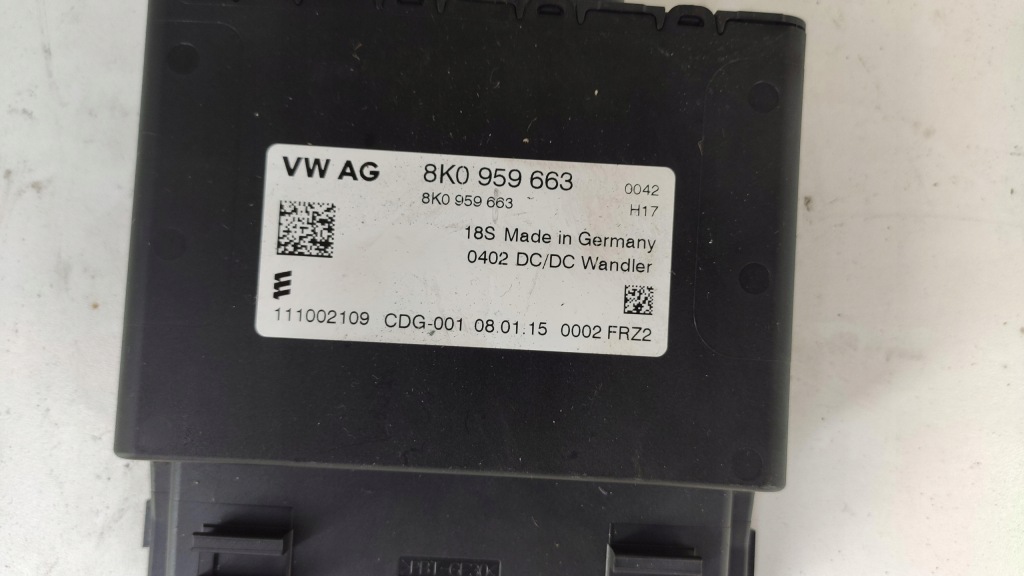 VW AG 8K0 959 663 0042
8K0 959 663 H17
18S Made in Germany
0402 DC/DC Wandler
111002109 CDG-001 08.01.15 0002 FRZ2